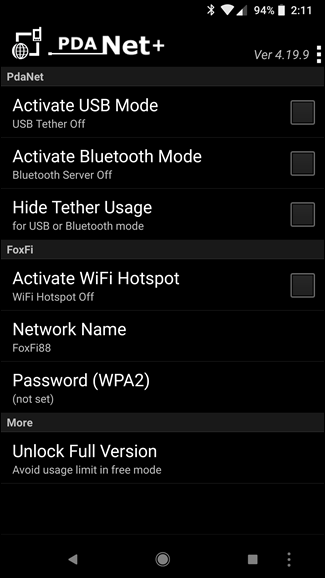 94% 2:11
PDA Net+
Ver 4.19.9
PdaNet
Activate USB Mode
USB Tether Off
Activate Bluetooth Mode
Bluetooth Server Off
Hide Tether Usage
for USB or Bluetooth mode
FoxFi
Activate WiFi Hotspot
WiFi Hotspot Off
Network Name
FoxFi88
Password (WPA2)
(not set)
More
Unlock Full Version
Avoid usage limit in free mode